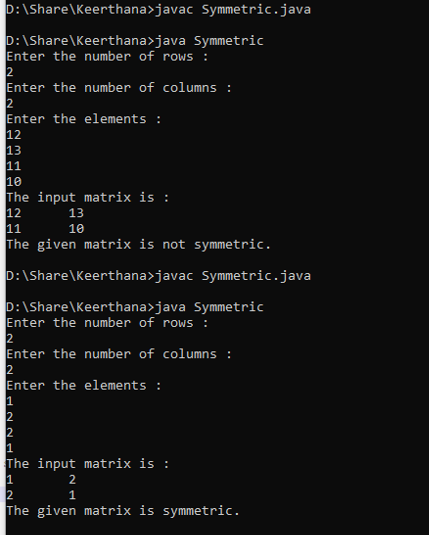 D:\Share\Keerthana>javac Symmetric.java
D:\Share\Keerthana>java Symmetric
Enter the number of rows :
2
Enter the number of columns :
2
Enter the elements :
12
13
11
10
The input matrix is :
12 13
11 10
The given matrix is not symmetric.
D:\Share\Keerthana>javac Symmetric.java
D:\Share\Keerthana>java Symmetric
Enter the number of rows :
2
Enter the number of columns :
2
Enter the elements :
1
2
2
1
The input matrix is :
1 2
2 1
The given matrix is symmetric.